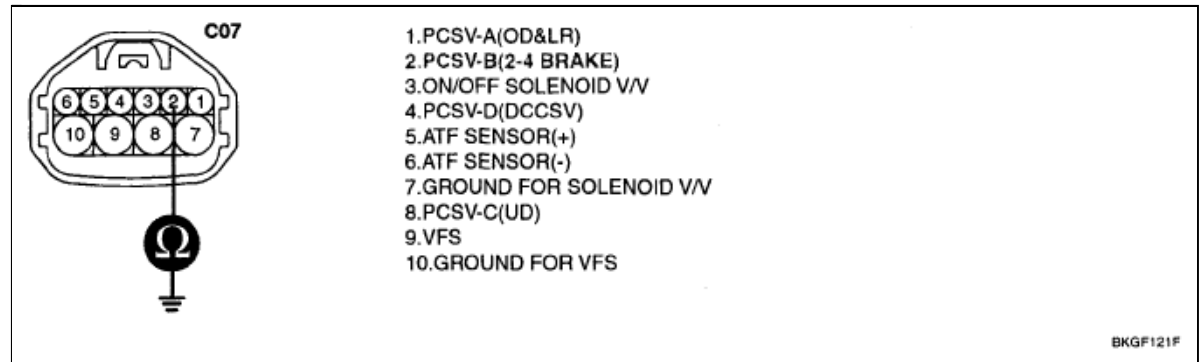 C07
6 5 4 3 2 1
10 9 8 7
Ω
1.PCSV-A(OD&LR)
2.PCSV-B(2-4 BRAKE)
3.ON/OFF SOLENOID V/V
4.PCSV-D(DCCSV)
5.ATF SENSOR(+)
6.ATF SENSOR(-)
7.GROUND FOR SOLENOID V/V
8.PCSV-C(UD)
9.VFS
10.GROUND FOR VFS
BKGF121F